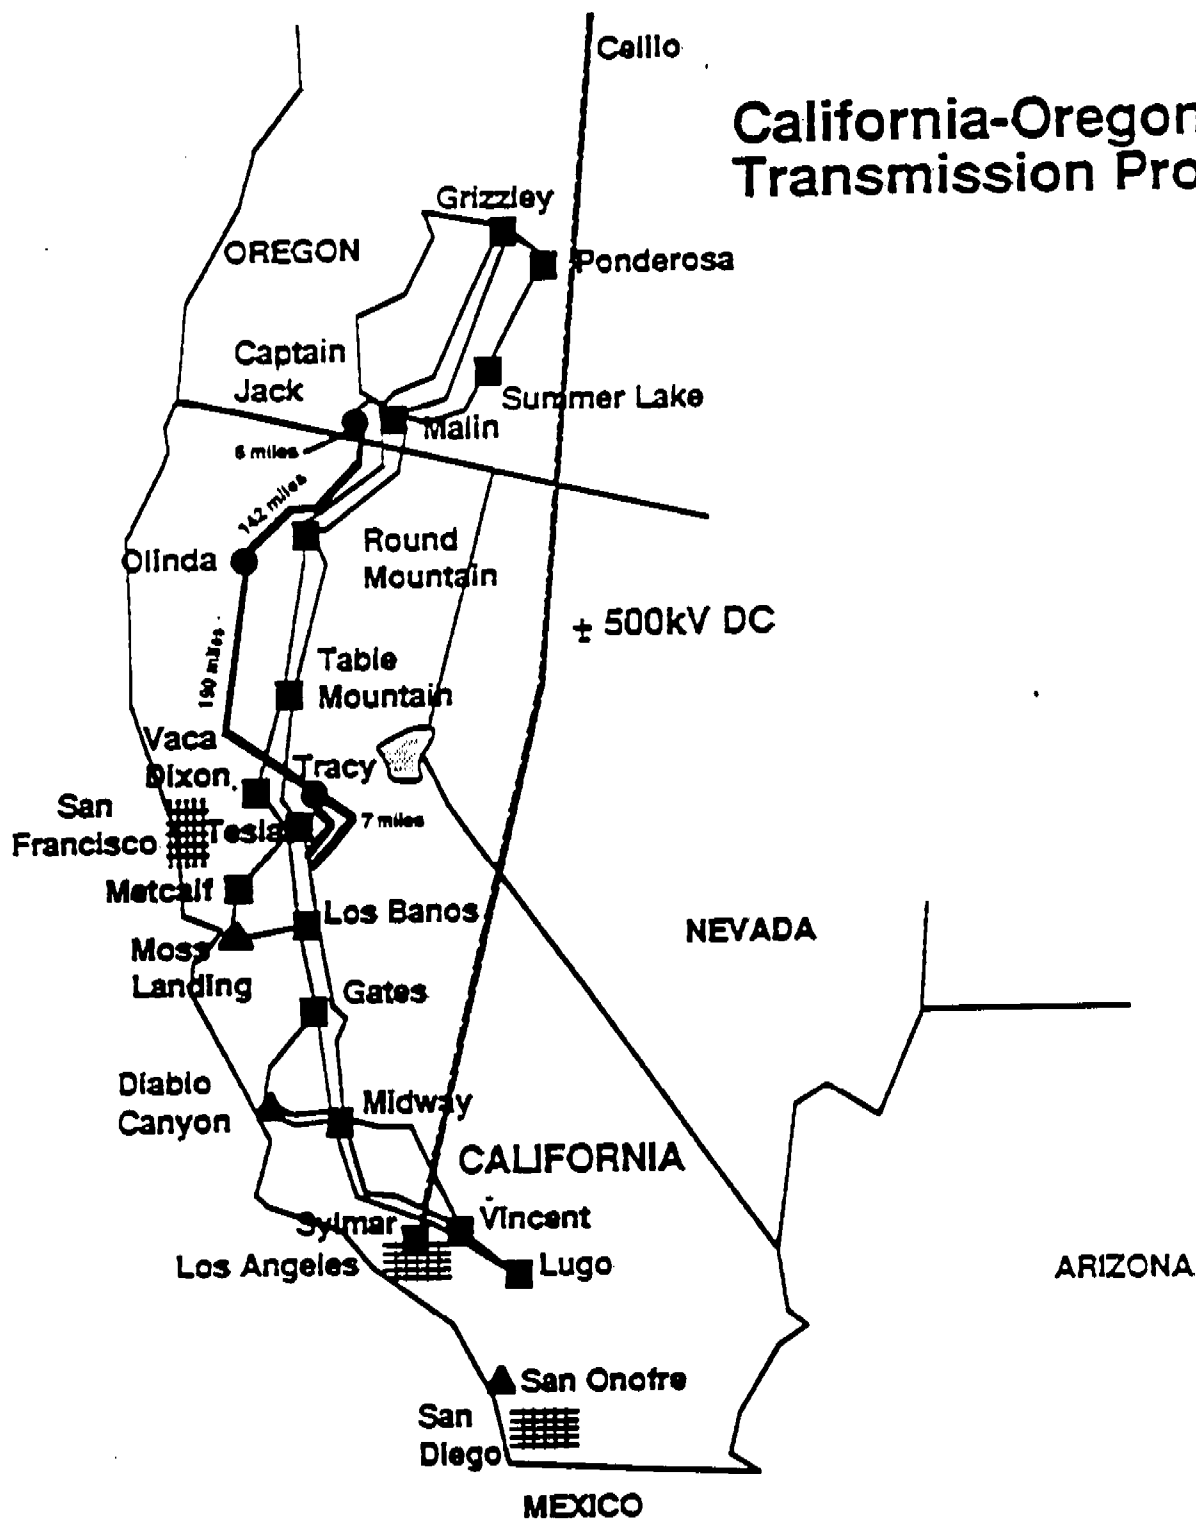 Celilo
California-Oregon
Transmission Pro
Grizzley
OREGON
Ponderosa
Captain
Jack
Summer Lake
Malin
6 miles
142 miles
Olinda
Round
Mountain
± 500kV DC
190 miles
Table
Mountain
Vaca
Dixon
Tracy
San
Francisco
Tesla
7 miles
Metcalf
Los Banos
NEVADA
Moss
Landing
Gates
Diablo
Canyon
Midway
CALIFORNIA
Sylmar
Vincent
Los Angeles
Lugo
ARIZONA
San Onofre
San
Diego
MEXICO